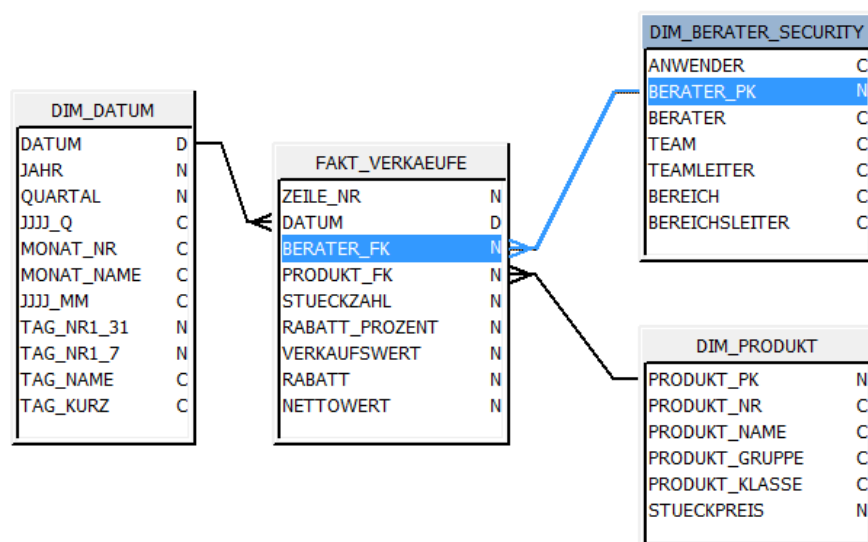 DIM_DATUM
DATUM D
JAHR N
QUARTAL N
JJJJ_Q C
MONAT_NR C
MONAT_NAME C
JJJJ_MM C
TAG_NR1_31 N
TAG_NR1_7 N
TAG_NAME C
TAG_KURZ C
FAKT_VERKAEUFE
ZEILE_NR N
DATUM D
BERATER_FK N
PRODUKT_FK N
STUECKZAHL N
RABATT_PROZENT N
VERKAUFSWERT N
RABATT N
NETTOWERT N
DIM_BERATER_SECURITY
ANWENDER C
BERATER_PK N
BERATER C
TEAM C
TEAMLEITER C
BEREICH C
BEREICHSLEITER C
DIM_PRODUKT
PRODUKT_PK N
PRODUKT_NR C
PRODUKT_NAME C
PRODUKT_GRUPPE C
PRODUKT_KLASSE C
STUECKPREIS N